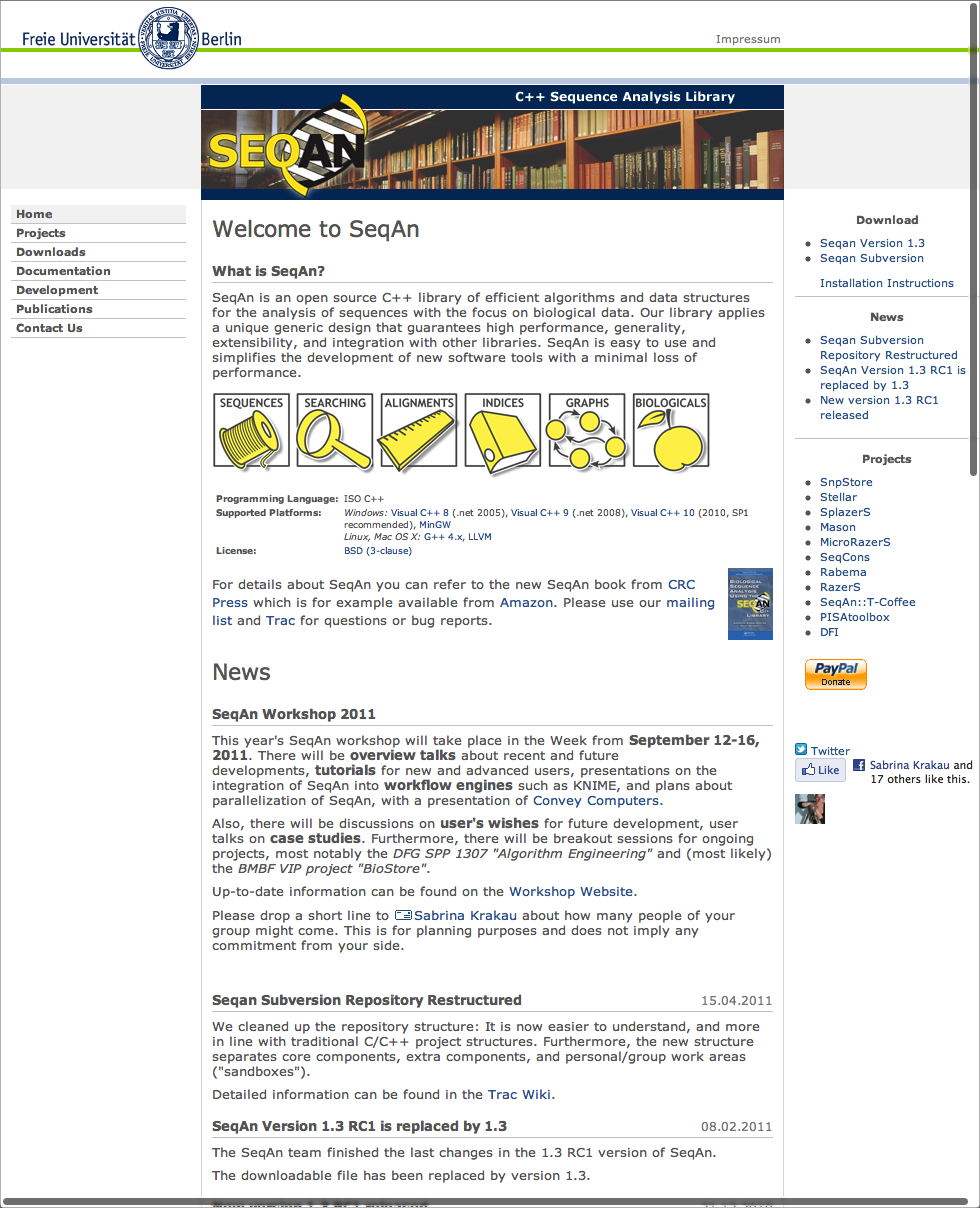 Freie Universität Berlin
Impressum
C++ Sequence Analysis Library
SEQAN
Home
Projects
Downloads
Documentation
Development
Publications
Contact Us
Welcome to SeqAn
What is SeqAn?
SeqAn is an open source C++ library of efficient algorithms and data structures
for the analysis of sequences with the focus on biological data. Our library applies
a unique generic design that guarantees high performance, generality,
extensibility, and integration with other libraries. SeqAn is easy to use and
simplifies the development of new software tools with a minimal loss of
performance.
SEQUENCES SEARCHING ALIGNMENTS INDICES GRAPHS BIOLOGICALS
Programming Language: ISO C++
Supported Platforms: Windows: Visual C++ 8 (.net 2005), Visual C++ 9 (.net 2008), Visual C++ 10 (2010, SP1
recommended), MinGW
Linux, Mac OS X: G++ 4.x, LLVM
License: BSD (3-clause)
For details about SeqAn you can refer to the new SeqAn book from CRC
Press which is for example available from Amazon. Please use our mailing
list and Trac for questions or bug reports.
BIOLOGICAL
SEQUENCE
ANALYSIS
USING THE
SEQAN
C++
LIBRARY
News
SeqAn Workshop 2011
This year's SeqAn workshop will take place in the Week from September 12-16,
2011. There will be overview talks about recent and future
developments, tutorials for new and advanced users, presentations on the
integration of SeqAn into workflow engines such as KNIME, and plans about
parallelization of SeqAn, with a presentation of Convey Computers.
Also, there will be discussions on user's wishes for future development, user
talks on case studies. Furthermore, there will be breakout sessions for ongoing
projects, most notably the DFG SPP 1307 "Algorithm Engineering" and (most likely)
the BMBF VIP project "BioStore".
Up-to-date information can be found on the Workshop Website.
Please drop a short line to Sabrina Krakau about how many people of your
group might come. This is for planning purposes and does not imply any
commitment from your side.
Seqan Subversion Repository Restructured 15.04.2011
We cleaned up the repository structure: It is now easier to understand, and more
in line with traditional C/C++ project structures. Furthermore, the new structure
separates core components, extra components, and personal/group work areas
("sandboxes").
Detailed information can be found in the Trac Wiki.
SeqAn Version 1.3 RC1 is replaced by 1.3 08.02.2011
The SeqAn team finished the last changes in the 1.3 RC1 version of SeqAn.
The downloadable file has been replaced by version 1.3.
Download
Seqan Version 1.3
Seqan Subversion
Installation Instructions
News
Seqan Subversion
Repository Restructured
SeqAn Version 1.3 RC1 is
replaced by 1.3
New version 1.3 RC1
released
Projects
SnpStore
Stellar
SplazerS
Mason
MicroRazerS
SeqCons
Rabema
RazerS
SeqAn::T-Coffee
PISAtoolbox
DFI
PayPal
Donate
Twitter
Like
Sabrina Krakau and
17 others like this.